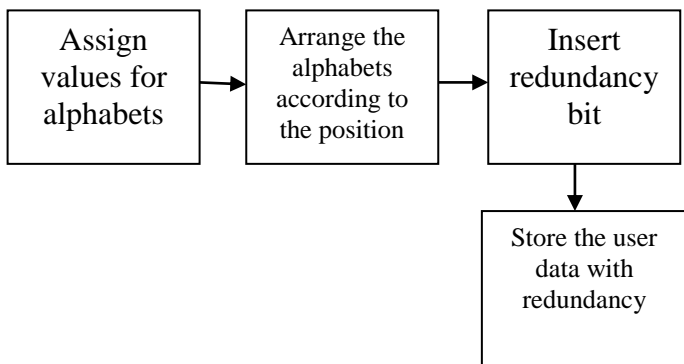 Assign
values for
alphabets
Arrange the
alphabets
according to
the position
Insert
redundancy
bit
Store the user
data with
redundancy